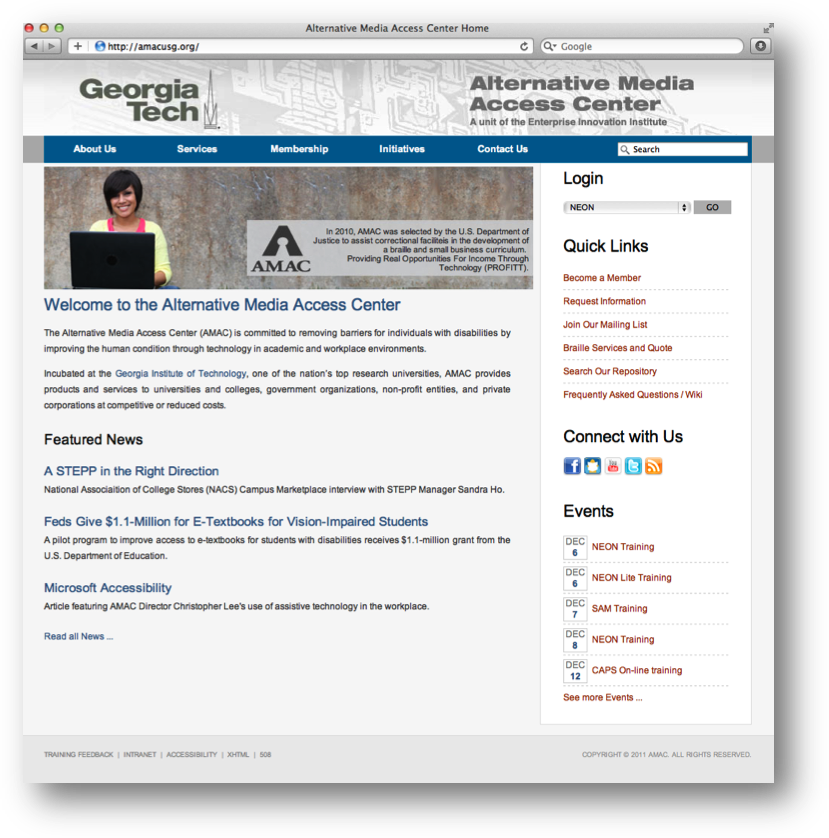 Alternative Media Access Center Home
http://amacusg.org/
Google
Georgia
Tech
Alternative Media
Access Center
A unit of the Enterprise Innovation Institute
About Us
Services
Membership
Initiatives
Contact Us
Search
AMAC
In 2010, AMAC was selected by the U.S. Department of
Justice to assist correctional faciliteis in the development of
a braille and small business curriculum.
Providing Real Opportunities For Income Through
Technology (PROFITT).
Welcome to the Alternative Media Access Center
The Alternative Media Access Center (AMAC) is committed to removing barriers for individuals with disabilities by
improving the human condition through technology in academic and workplace environments.
Incubated at the Georgia Institute of Technology, one of the nation's top research universities, AMAC provides
products and services to universities and colleges, government organizations, non-profit entities, and private
corporations at competitive or reduced costs.
Featured News
A STEPP in the Right Direction
National Associaition of College Stores (NACS) Campus Marketplace interview with STEPP Manager Sandra Ho.
Feds Give $1.1-Million for E-Textbooks for Vision-Impaired Students
A pilot program to improve access to e-textbooks for students with disabilities receives $1.1-million grant from the
U.S. Department of Education.
Microsoft Accessibility
Article featuring AMAC Director Christopher Lee's use of assistive technology in the workplace.
Read all News ...
Login
NEON
GO
Quick Links
Become a Member
Request Information
Join Our Mailing List
Braille Services and Quote
Search Our Repository
Frequently Asked Questions / Wiki
Connect with Us
Events
DEC
6
NEON Training
DEC
6
NEON Lite Training
DEC
7
SAM Training
DEC
8
NEON Training
DEC
12
CAPS On-line training
See more Events ...
TRAINING FEEDBACK | INTRANET | ACCESSIBILITY | XHTML | 508
COPYRIGHT © 2011 AMAC. ALL RIGHTS RESERVED.